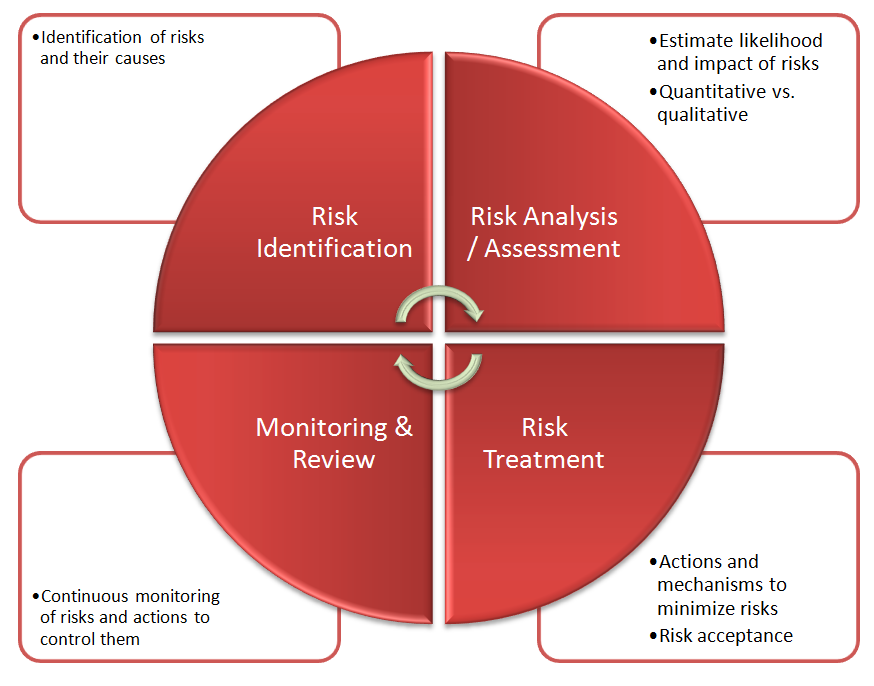 •Identification of risks
and their causes
•Estimate likelihood
and impact of risks
•Quantitative vs.
qualitative
Risk
Identification
Risk Analysis
/ Assessment
Monitoring &
Review
Risk
Treatment
•Continuous monitoring
of risks and actions to
control them
•Actions and
mechanisms to
minimize risks
•Risk acceptance